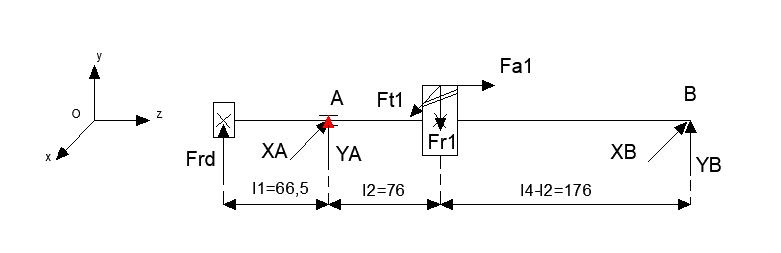 y
O
z
x
Frd
XA
A
YA
Ft1
Fa1
Fr1
B
XB
YB
l1=66,5
l2=76
l4-l2=176